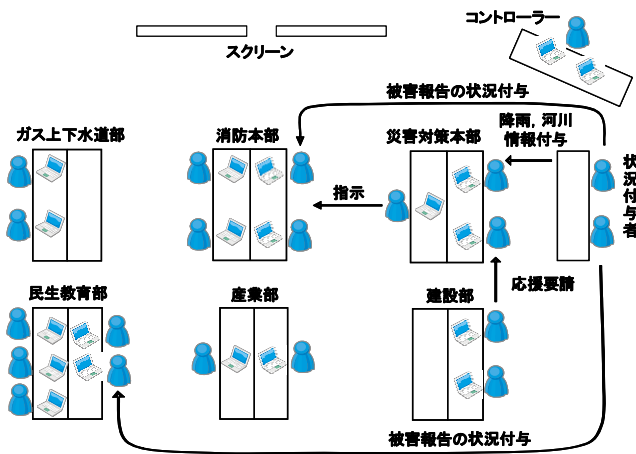 コントローラー
スクリーン
被害報告の状況付与
ガス上下水道部
消防本部
災害対策本部
降雨,河川
情報付与
状況付与者
指示
民生教育部
産業部
建設部
応援要請
被害報告の状況付与